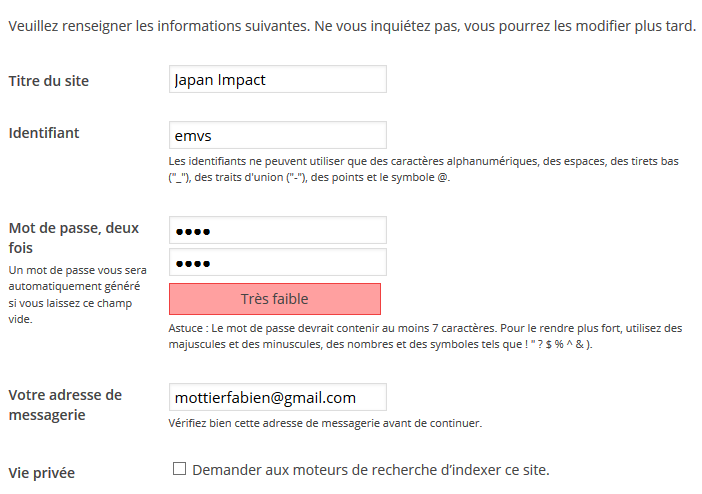 Veuillez renseigner les informations suivantes. Ne vous inquiétez pas, vous pourrez les modifier plus tard.
Titre du site
Japan Impact
Identifiant
emvs
Les identifiants ne peuvent utiliser que des caractères alphanumériques, des espaces, des tirets bas
("_"), des traits d'union ("-"), des points et le symbole @.
Mot de passe, deux
fois
Un mot de passe vous sera
automatiquement généré
si vous laissez ce champ
vide.
••••
••••
Très faible
Astuce : Le mot de passe devrait contenir au moins 7 caractères. Pour le rendre plus fort, utilisez des
majuscules et des minuscules, des nombres et des symboles tels que ! " ? $ % ^ & ).
Votre adresse de
messagerie
mottierfabien@gmail.com
Vérifiez bien cette adresse de messagerie avant de continuer.
Vie privée
Demander aux moteurs de recherche d’indexer ce site.